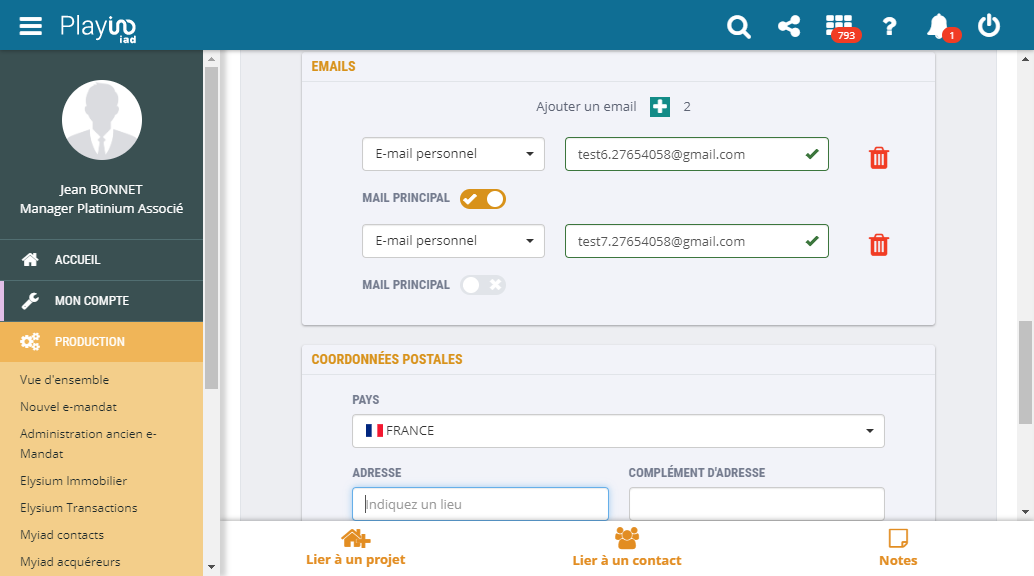 Playiad
iad
793
?
1
Jean BONNET
Manager Platinium Associé
ACCUEIL
MON COMPTE
PRODUCTION
Vue d'ensemble
Nouvel e-mandat
Administration ancien e-
Mandat
Elysium Immobilier
Elysium Transactions
Myiad contacts
Myiad acquéreurs
EMAILS
Ajouter un email 2
E-mail personnel test6.27654058@gmail.com
MAIL PRINCIPAL
E-mail personnel test7.27654058@gmail.com
MAIL PRINCIPAL
COORDONNÉES POSTALES
PAYS
FRANCE
ADRESSE COMPLÉMENT D'ADRESSE
Indiquez un lieu
Lier à un projet Lier à un contact Notes